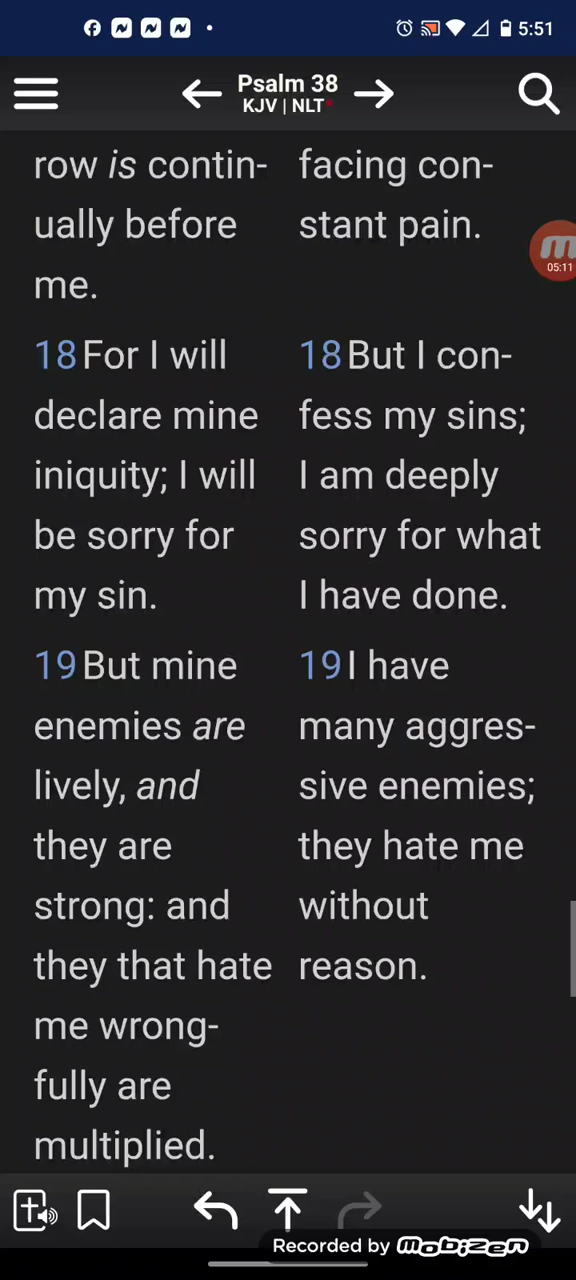 5:51
Psalm 38
KJV | NLT*
row is contin-
ually before
me.
18 For I will
declare mine
iniquity; I will
be sorry for
my sin.
19 But mine
enemies are
lively, and
they are
strong: and
they that hate
me wrong-
fully are
multiplied.
facing con-
stant pain.
18 But I con-
fess my sins;
I am deeply
sorry for what
I have done.
19 I have
many aggres-
sive enemies;
they hate me
without
reason.
m
05:11
Recorded by mobizen